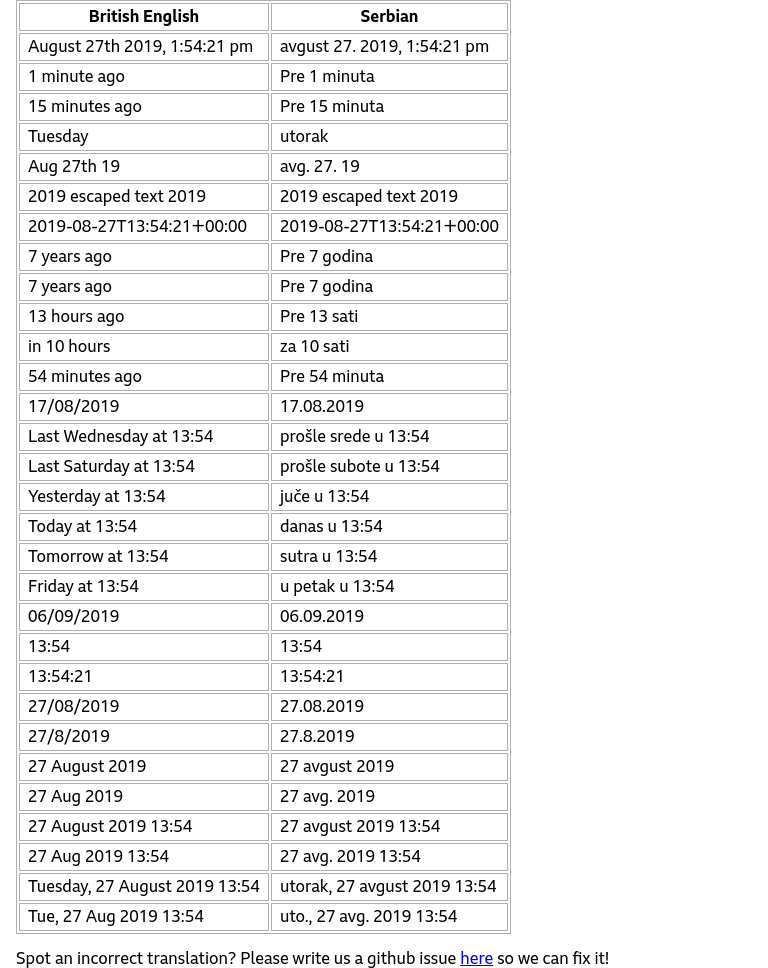 British English Serbian
August 27th 2019, 1:54:21 pm avgust 27. 2019, 1:54:21 pm
1 minute ago Pre 1 minuta
15 minutes ago Pre 15 minuta
Tuesday utorak
Aug 27th 19 avg. 27. 19
2019 escaped text 2019 2019 escaped text 2019
2019-08-27T13:54:21+00:00 2019-08-27T13:54:21+00:00
7 years ago Pre 7 godina
7 years ago Pre 7 godina
13 hours ago Pre 13 sati
in 10 hours za 10 sati
54 minutes ago Pre 54 minuta
17/08/2019 17.08.2019
Last Wednesday at 13:54 prošle srede u 13:54
Last Saturday at 13:54 prošle subote u 13:54
Yesterday at 13:54 juče u 13:54
Today at 13:54 danas u 13:54
Tomorrow at 13:54 sutra u 13:54
Friday at 13:54 u petak u 13:54
06/09/2019 06.09.2019
13:54 13:54
13:54:21 13:54:21
27/08/2019 27.08.2019
27/8/2019 27.8.2019
27 August 2019 27 avgust 2019
27 Aug 2019 27 avg. 2019
27 August 2019 13:54 27 avgust 2019 13:54
27 Aug 2019 13:54 27 avg. 2019 13:54
Tuesday, 27 August 2019 13:54 utorak, 27 avgust 2019 13:54
Tue, 27 Aug 2019 13:54 uto., 27 avg. 2019 13:54
Spot an incorrect translation? Please write us a github issue here so we can fix it!